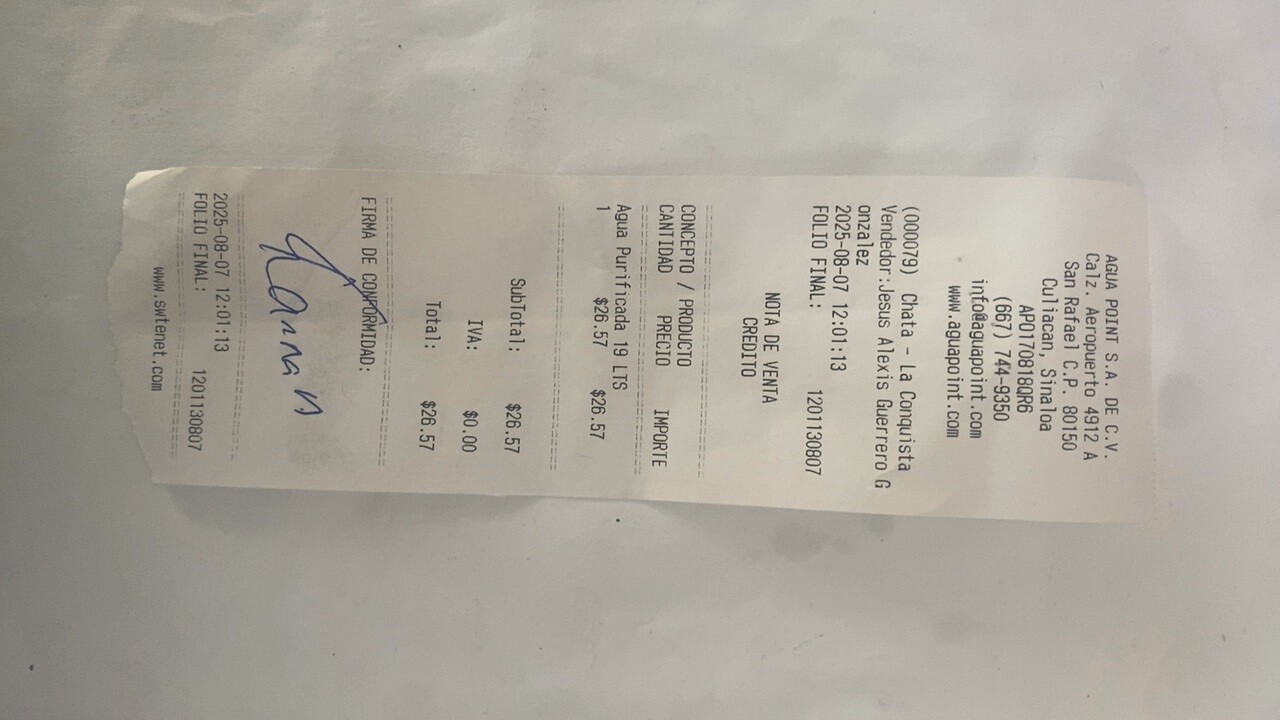 AGUA POINT S.A. DE C.V.
Calz. Aeropuerto 4912 A
San Rafael C.P. 80150
Culiacan, Sinaloa
APO170818QR6
(667) 744-9350
info@aguapoint.com
www.aguapoint.com
(000079) Chata - La Conquista
Vendedor:Jesus Alexis Guerrero G
onzalez
2025-08-07 12:01:13
FOLIO FINAL: 1201130807
NOTA DE VENTA
CREDITO
CONCEPTO / PRODUCTO
CANTIDAD PRECIO IMPORTE
Agua Purificada 19 LTS
1 $26.57 $26.57
SubTotal: $26.57
IVA: $0.00
Total: $26.57
FIRMA DE CONFORMIDAD:
2025-08-07 12:01:13
FOLIO FINAL: 1201130807
www.swtenet.com